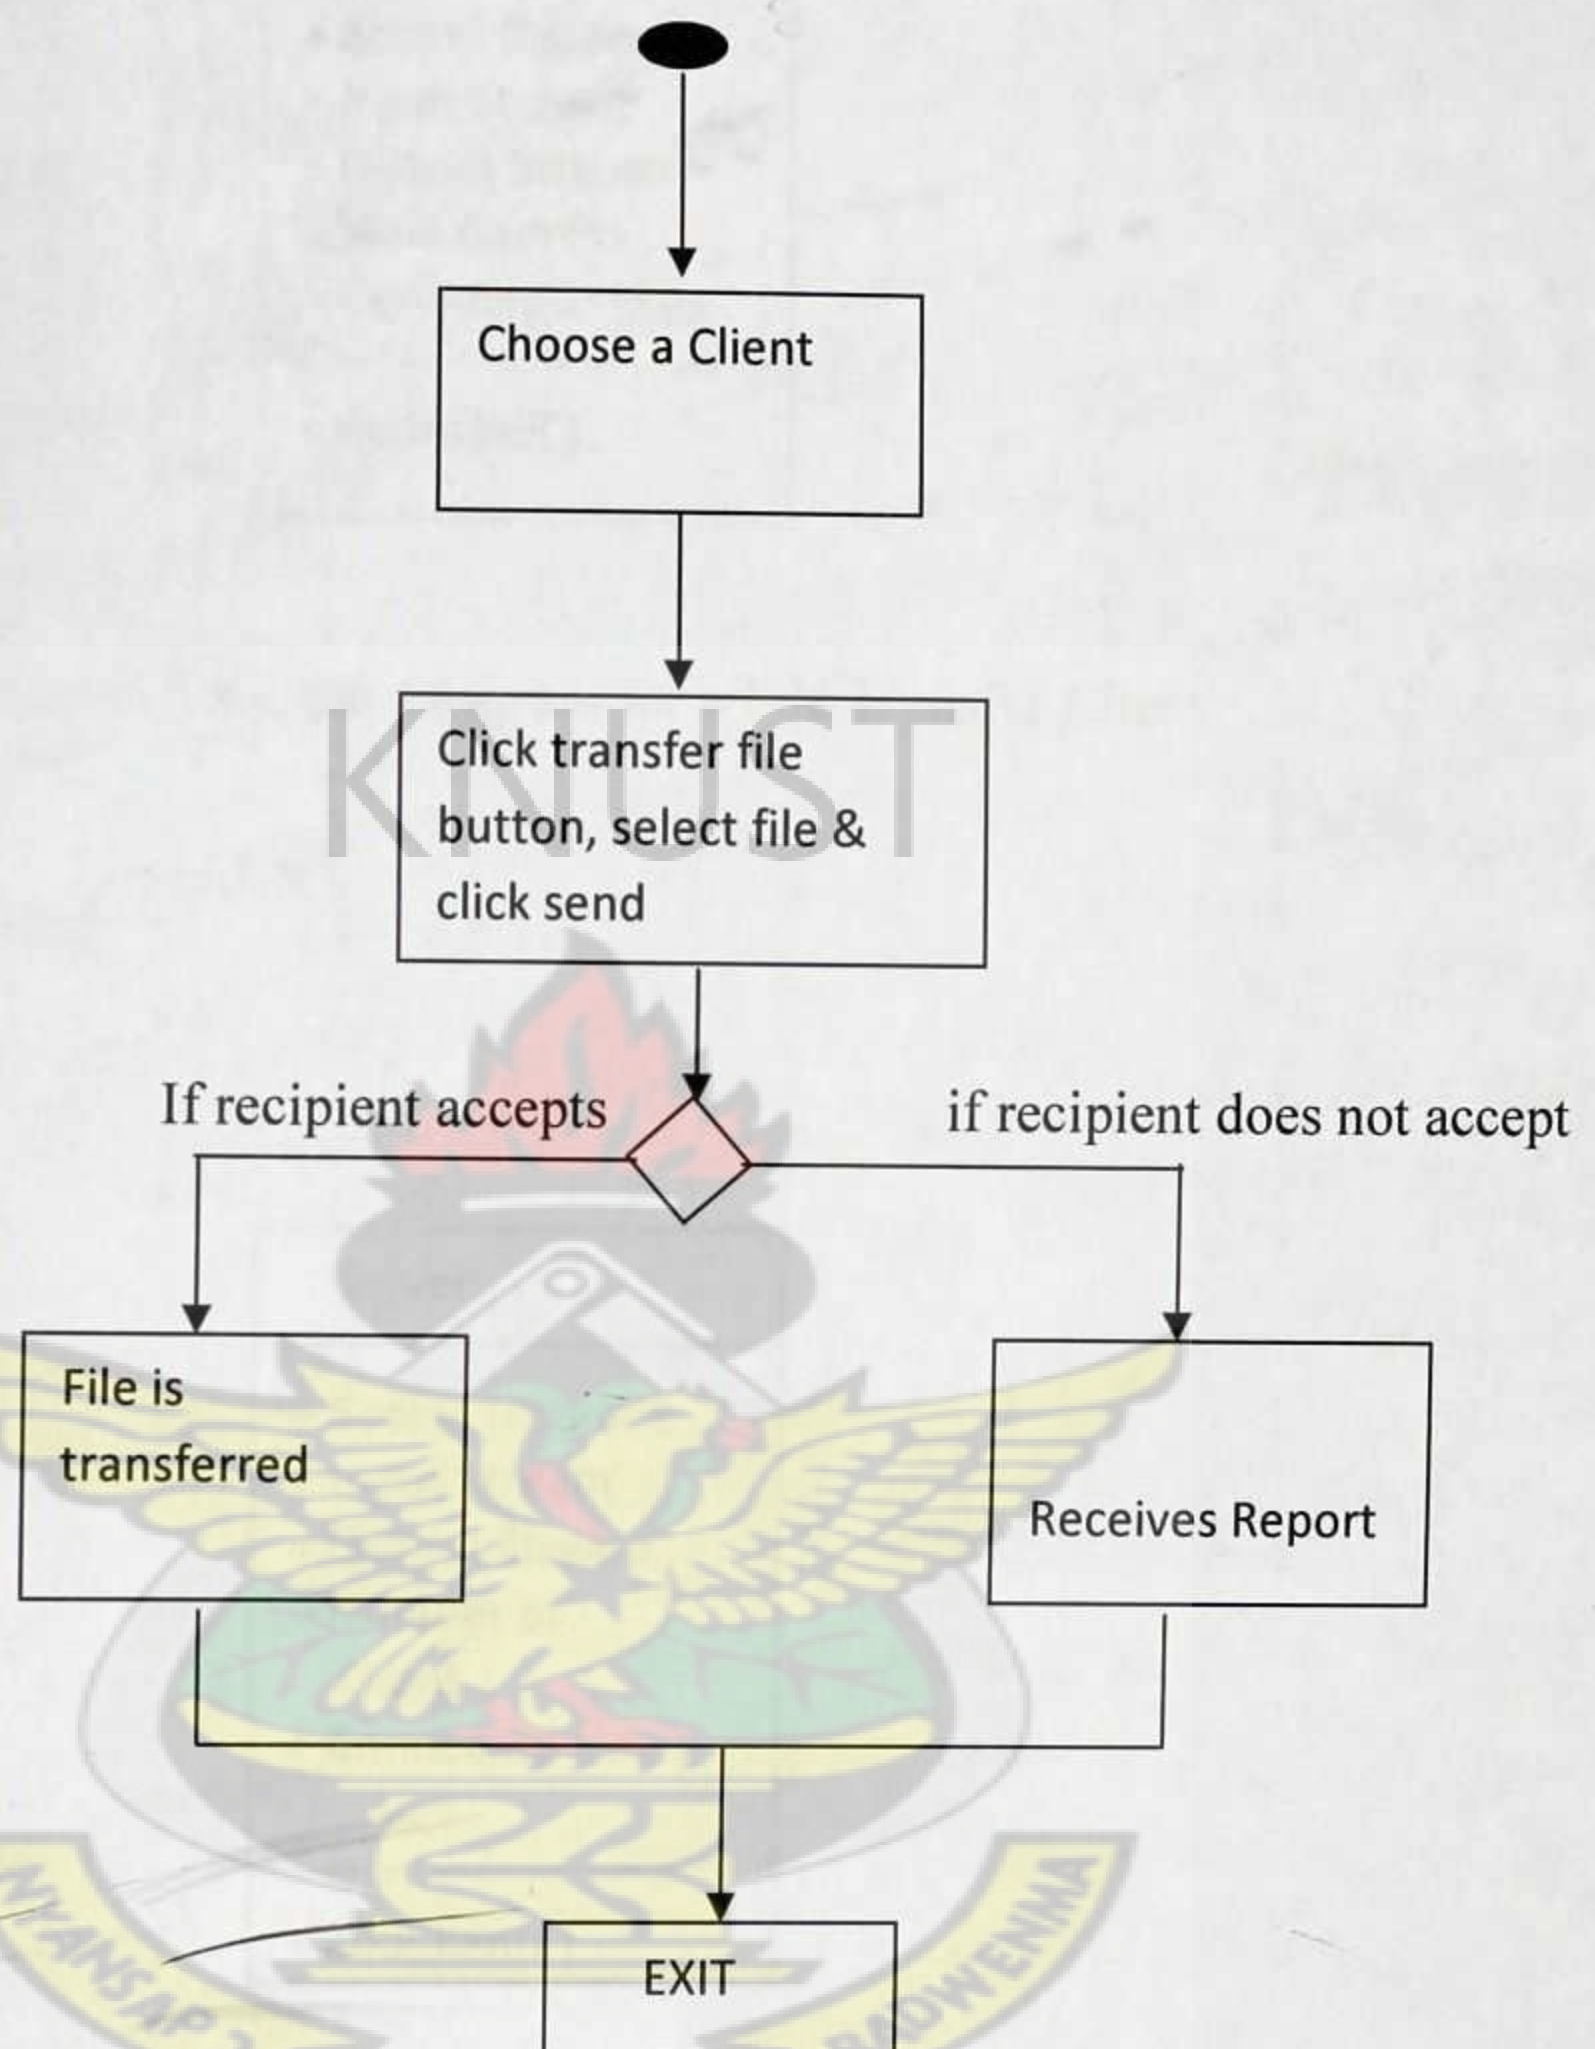 Choose a Client
KNUST
Click transfer file
button, select file &
click send
If recipient accepts
if recipient does not accept
File is
transferred
Receives Report
EXIT
BADWENMA